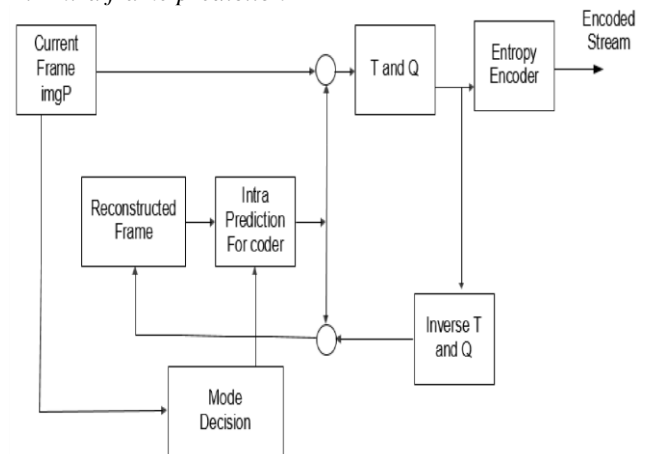 Encoded
Stream
Current
Frame
imgP
T and Q
Entropy
Encoder
Reconstructed
Frame
Intra
Prediction
For coder
Inverse T
and Q
Mode
Decision